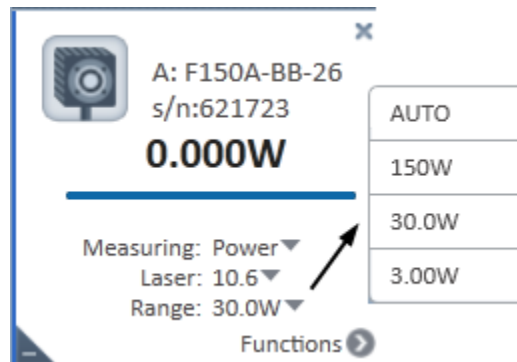 A: F150A-BB-26
s/n:621723
0.000W
Measuring: Power
Laser: 10.6
Range: 30.0W
Functions
AUTO
150W
30.0W
3.00W